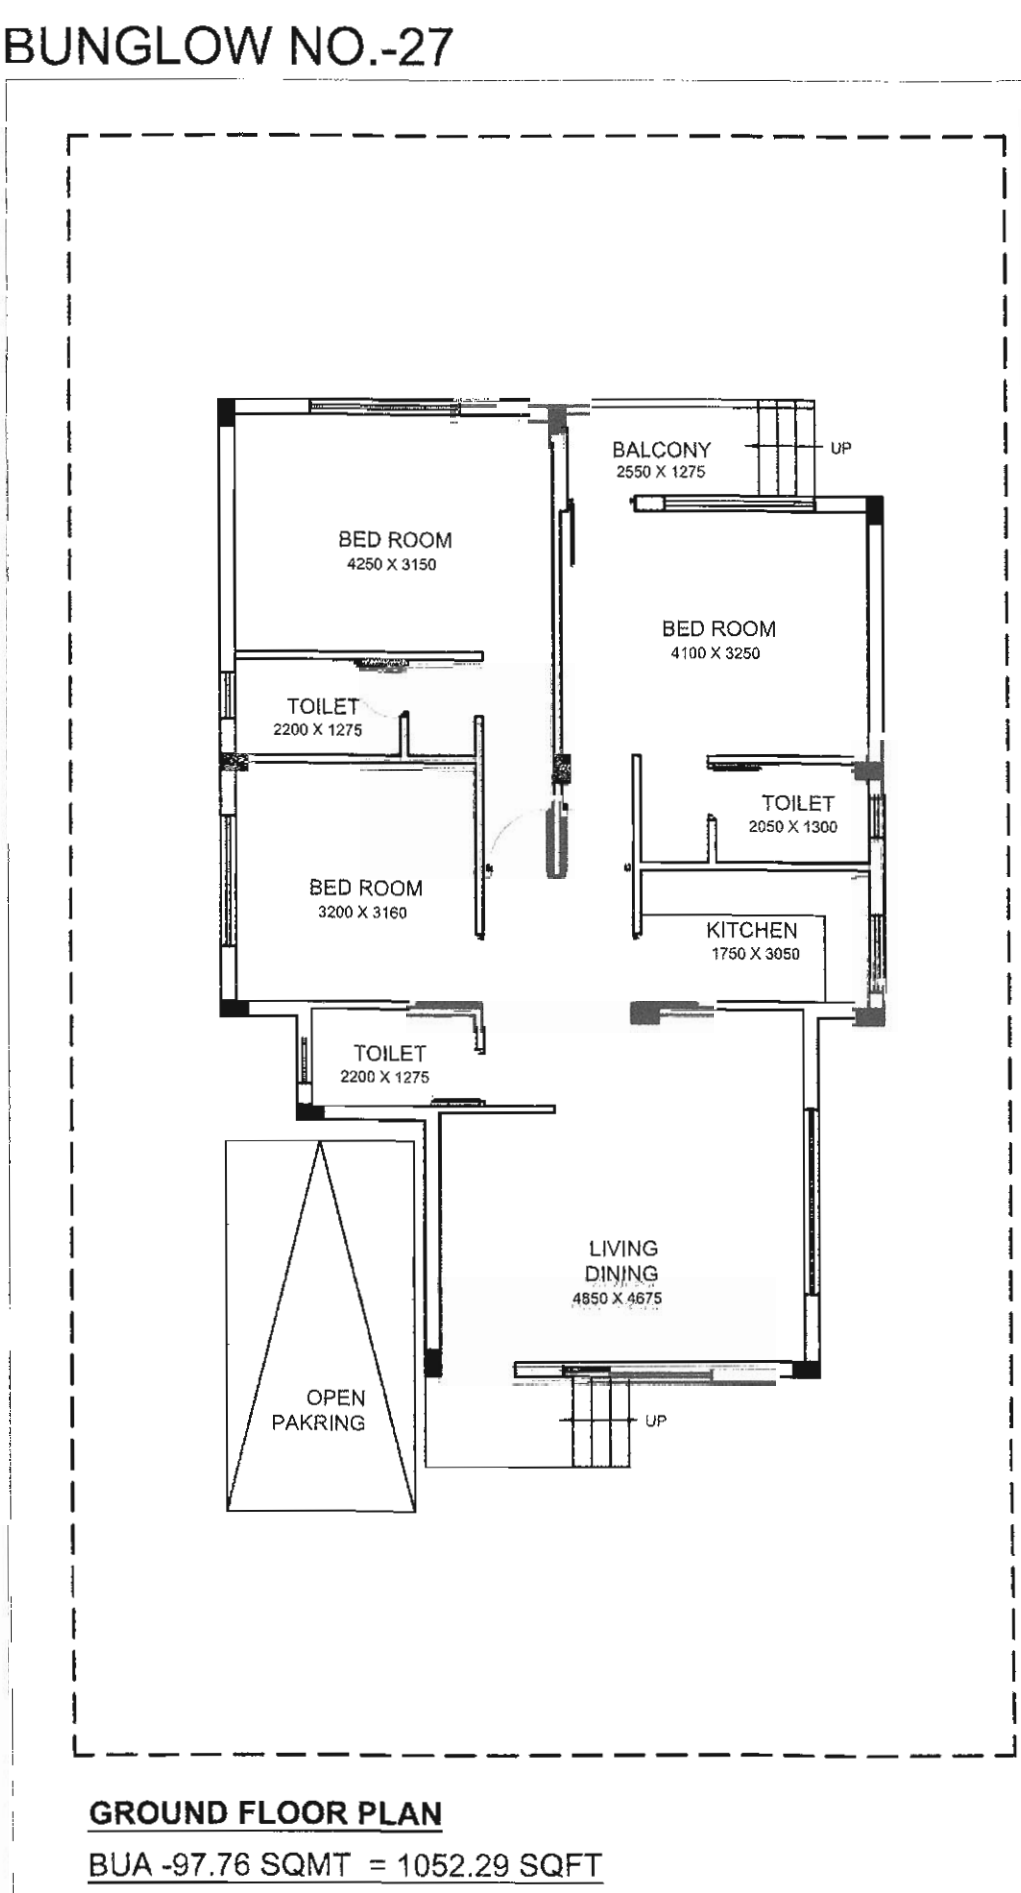 BUNGLOW NO.-27
BALCONY
2550 X 1275
UP
BED ROOM
4250 X 3150
BED ROOM
4100 X 3250
TOILET
2200 X 1275
TOILET
2050 X 1300
BED ROOM
3200 X 3160
KITCHEN
1750 X 3050
TOILET
2200 X 1275
LIVING
DINING
4850 X 4675
OPEN
PAKRING
UP
GROUND FLOOR PLAN
BUA -97.76 SQMT = 1052.29 SQFT